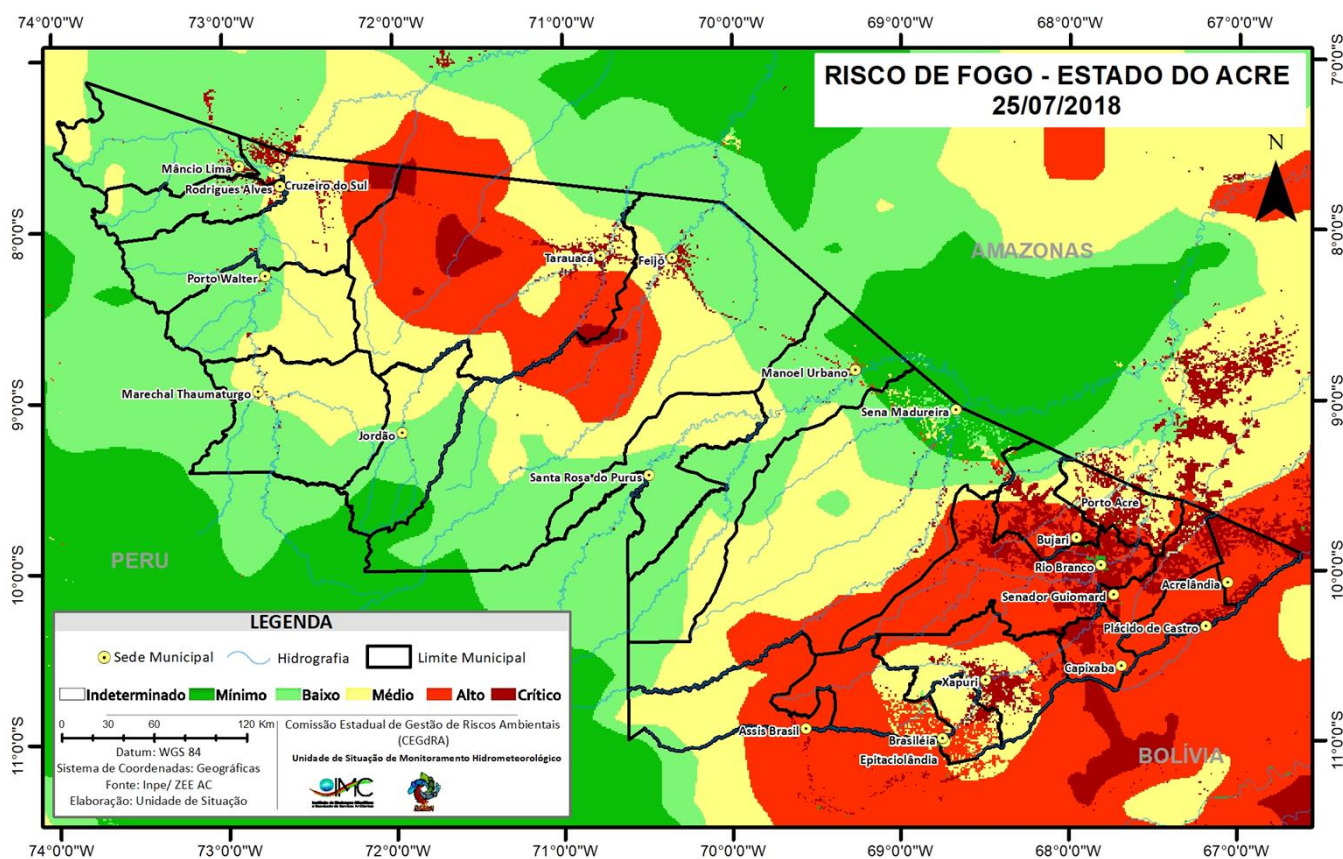 74°0'0"W 73°0'0"W 72°0'0"W 71°0'0"W 70°0'0"W 69°0'0"W 68°0'0"W 67°0'0"W
RISCO DE FOGO - ESTADO DO ACRE
25/07/2018
N
7°0'0"S
8°0'0"S
9°0'0"S
10°0'0"S
11°0'0"S
Mâncio Lima
Rodrigues Alves
Cruzeiro do Sul
Porto Walter
Marechal Thaumaturgo
Jordão
Tarauacá
Feijó
AMAZONAS
Manoel Urbano
Sena Madureira
Santa Rosa do Purus
Porto Acre
Bujari
Rio Branco
Senador Guiomard
Acrelândia
Plácido de Castro
Capixaba
Xapuri
Assis Brasil
Brasiléia
Epitaciolândia
PERU
BOLÍVIA
LEGENDA
Sede Municipal Hidrografia Limite Municipal
Indeterminado Mínimo Baixo Médio Alto Crítico
0 30 60 120 Km
Datum: WGS 84
Sistema de Coordenadas: Geográficas
Fonte: Inpe/ ZEE AC
Elaboração: Unidade de Situação
Comissão Estadual de Gestão de Riscos Ambientais
(CEGdRA)
Unidade de Situação de Monitoramento Hidrometeorológico
IMC
8°0'0"S
9°0'0"S
10°0'0"S
11°0'0"S
74°0'0"W 73°0'0"W 72°0'0"W 71°0'0"W 70°0'0"W 69°0'0"W 68°0'0"W 67°0'0"W